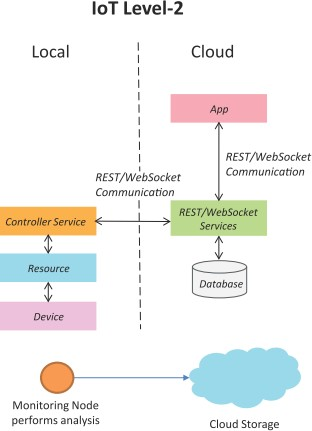 IoT Level-2
Local
Cloud
App
REST/WebSocket
Communication
REST/WebSocket
Communication
Controller Service
REST/WebSocket
Services
Resource
Database
Device
Monitoring Node
performs analysis
Cloud Storage